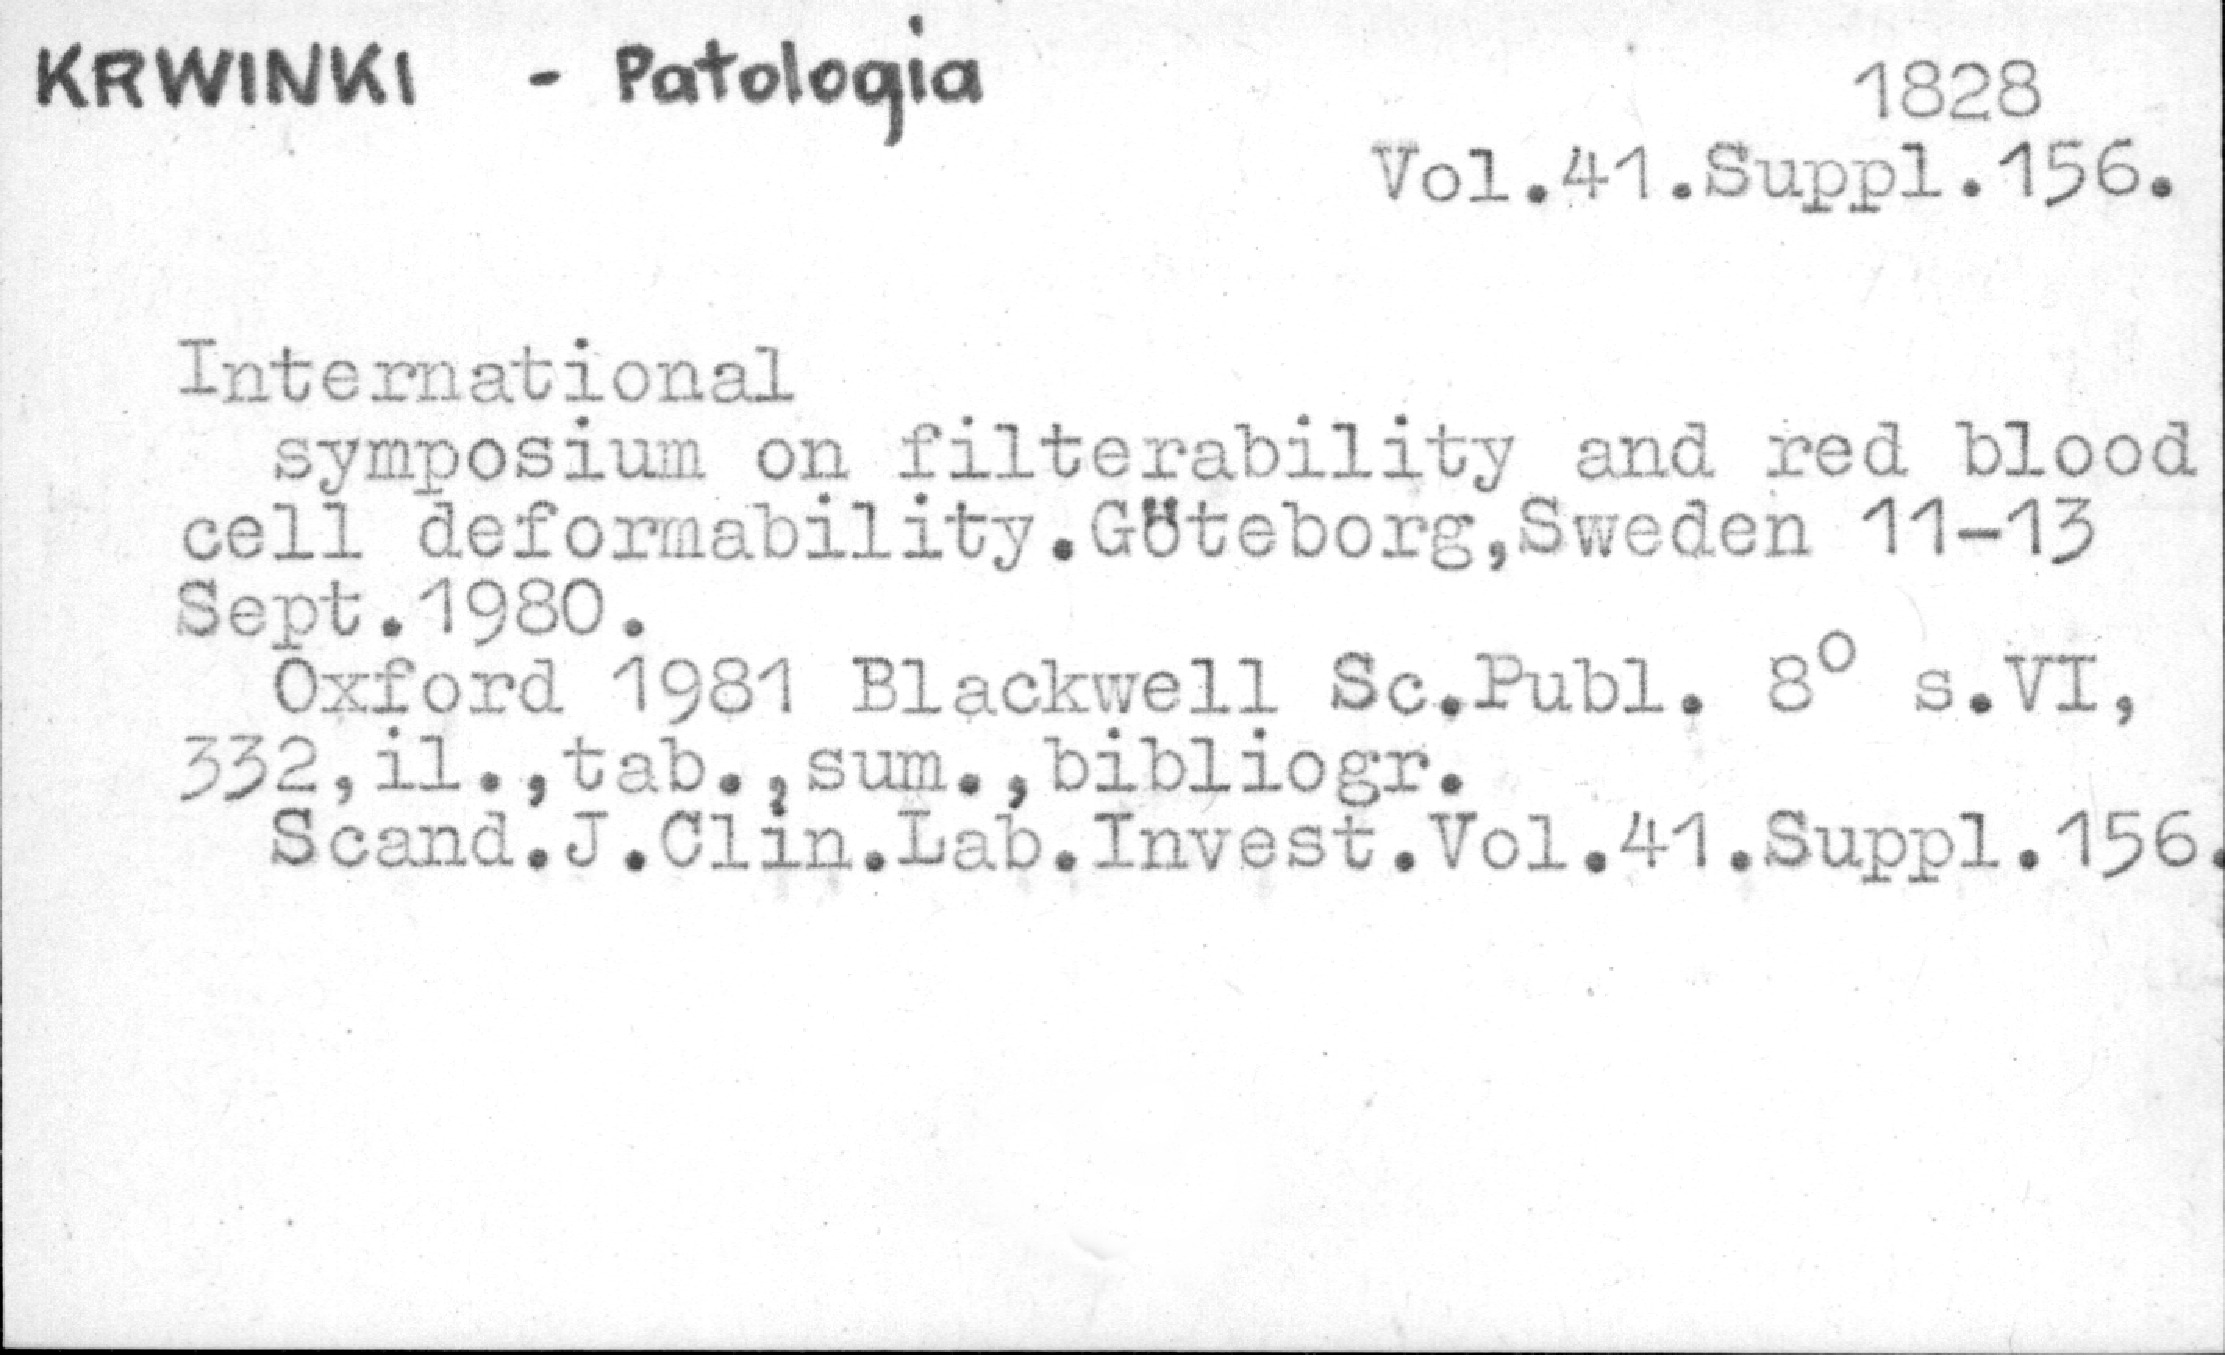 KRWINKI - Patologia
1828
Vol.41.Suppl.156.
International
symposium on filterability and red blood
cell deformability.Göteborg,Sweden 11-13
Sept.1980.
Oxford 1981 Blackwell Sc.Publ. 8° s.VI,
332,il.,tab.,sum.,bibliogr.
Scand.J.Clin.Lab.Invest.Vol.41.Suppl.156.